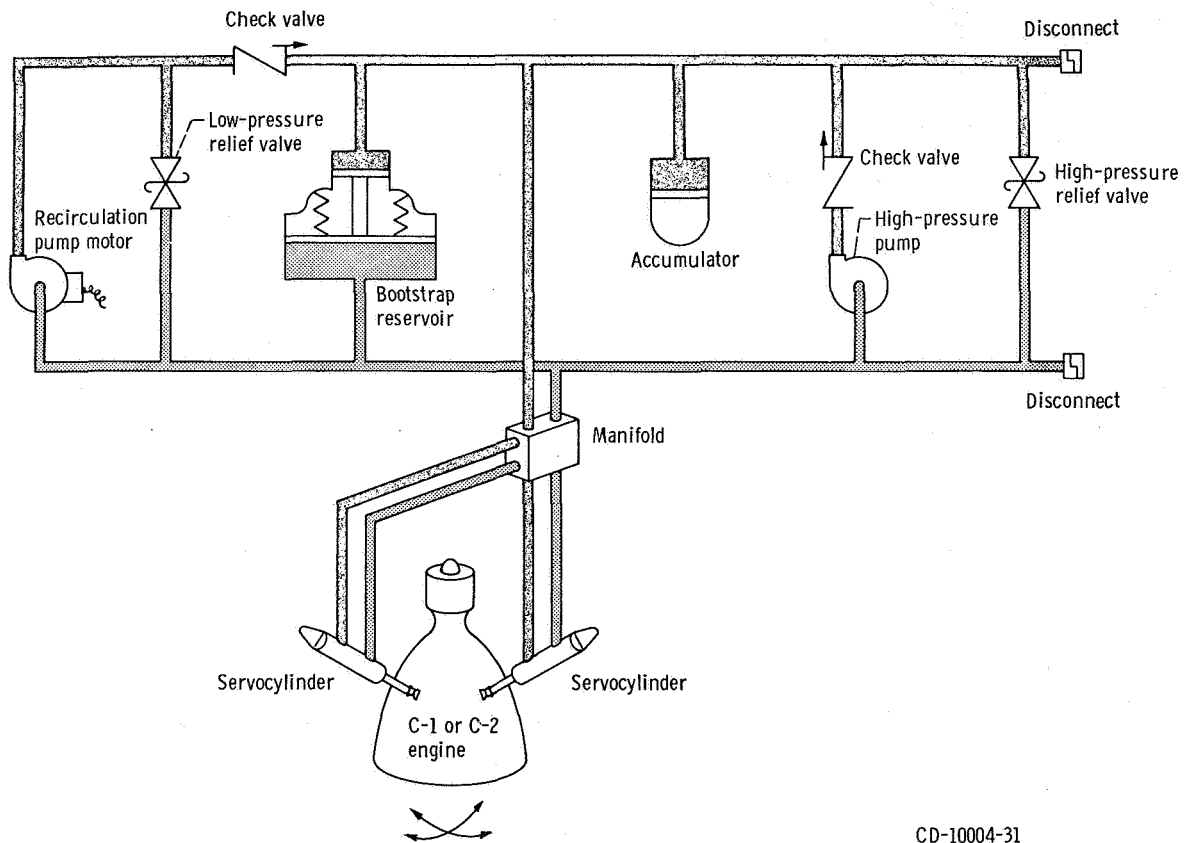 Check valve
Disconnect
Low-pressure
relief valve
Check valve
High-pressure
relief valve
Recirculation
pump motor
High-pressure
pump
Accumulator
Bootstrap
reservoir
Disconnect
Manifold
Servocylinder
Servocylinder
C-1 or C-2
engine
CD-10004-31